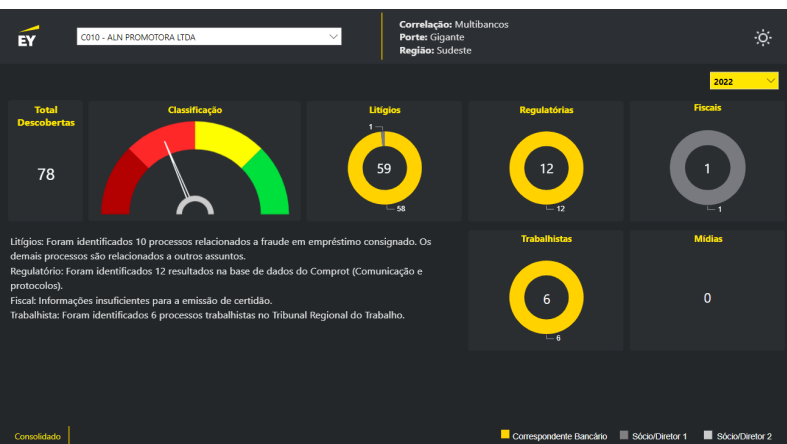 EY
C010 - ALN PROMOTORA LTDA
Correlação: Multibancos
Porte: Gigante
Região: Sudeste
2022
Total
Descobertas
78
Classificação
Litígios
1
59
58
Regulatórias
12
12
Fiscais
1
1
Litígios: Foram identificados 10 processos relacionados a fraude em empréstimo consignado. Os
demais processos são relacionados a outros assuntos.
Regulatório: Foram identificados 12 resultados na base de dados do Comprot (Comunicação e
protocolos).
Fiscal: Informações insuficientes para a emissão de certidão.
Trabalhista: Foram identificados 6 processos trabalhistas no Tribunal Regional do Trabalho.
Trabalhistas
6
6
Mídias
0
Consolidado
Correspondente Bancário
Sócio/Diretor 1
Sócio/Diretor 2